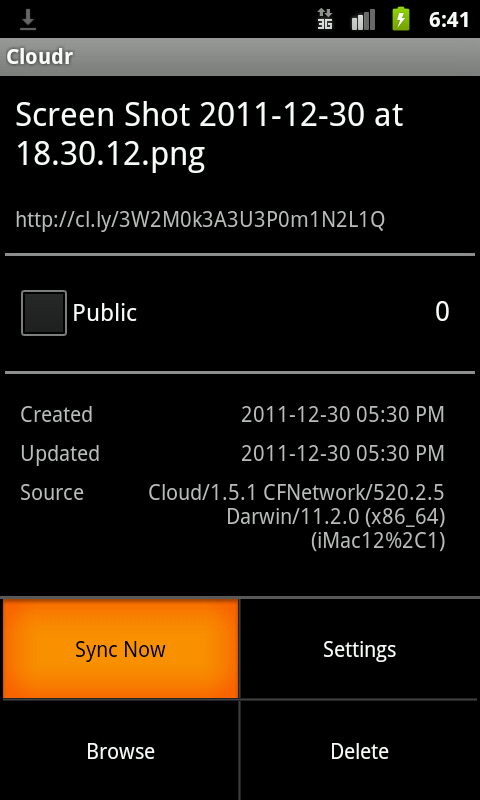 3G 6:41
Cloudr
Screen Shot 2011-12-30 at
18.30.12.png
http://cl.ly/3W2M0k3A3U3P0m1N2L1Q
Public 0
Created 2011-12-30 05:30 PM
Updated 2011-12-30 05:30 PM
Source Cloud/1.5.1 CFNetwork/520.2.5
Darwin/11.2.0 (x86_64)
(iMac12%2C1)
Sync Now Settings
Browse Delete